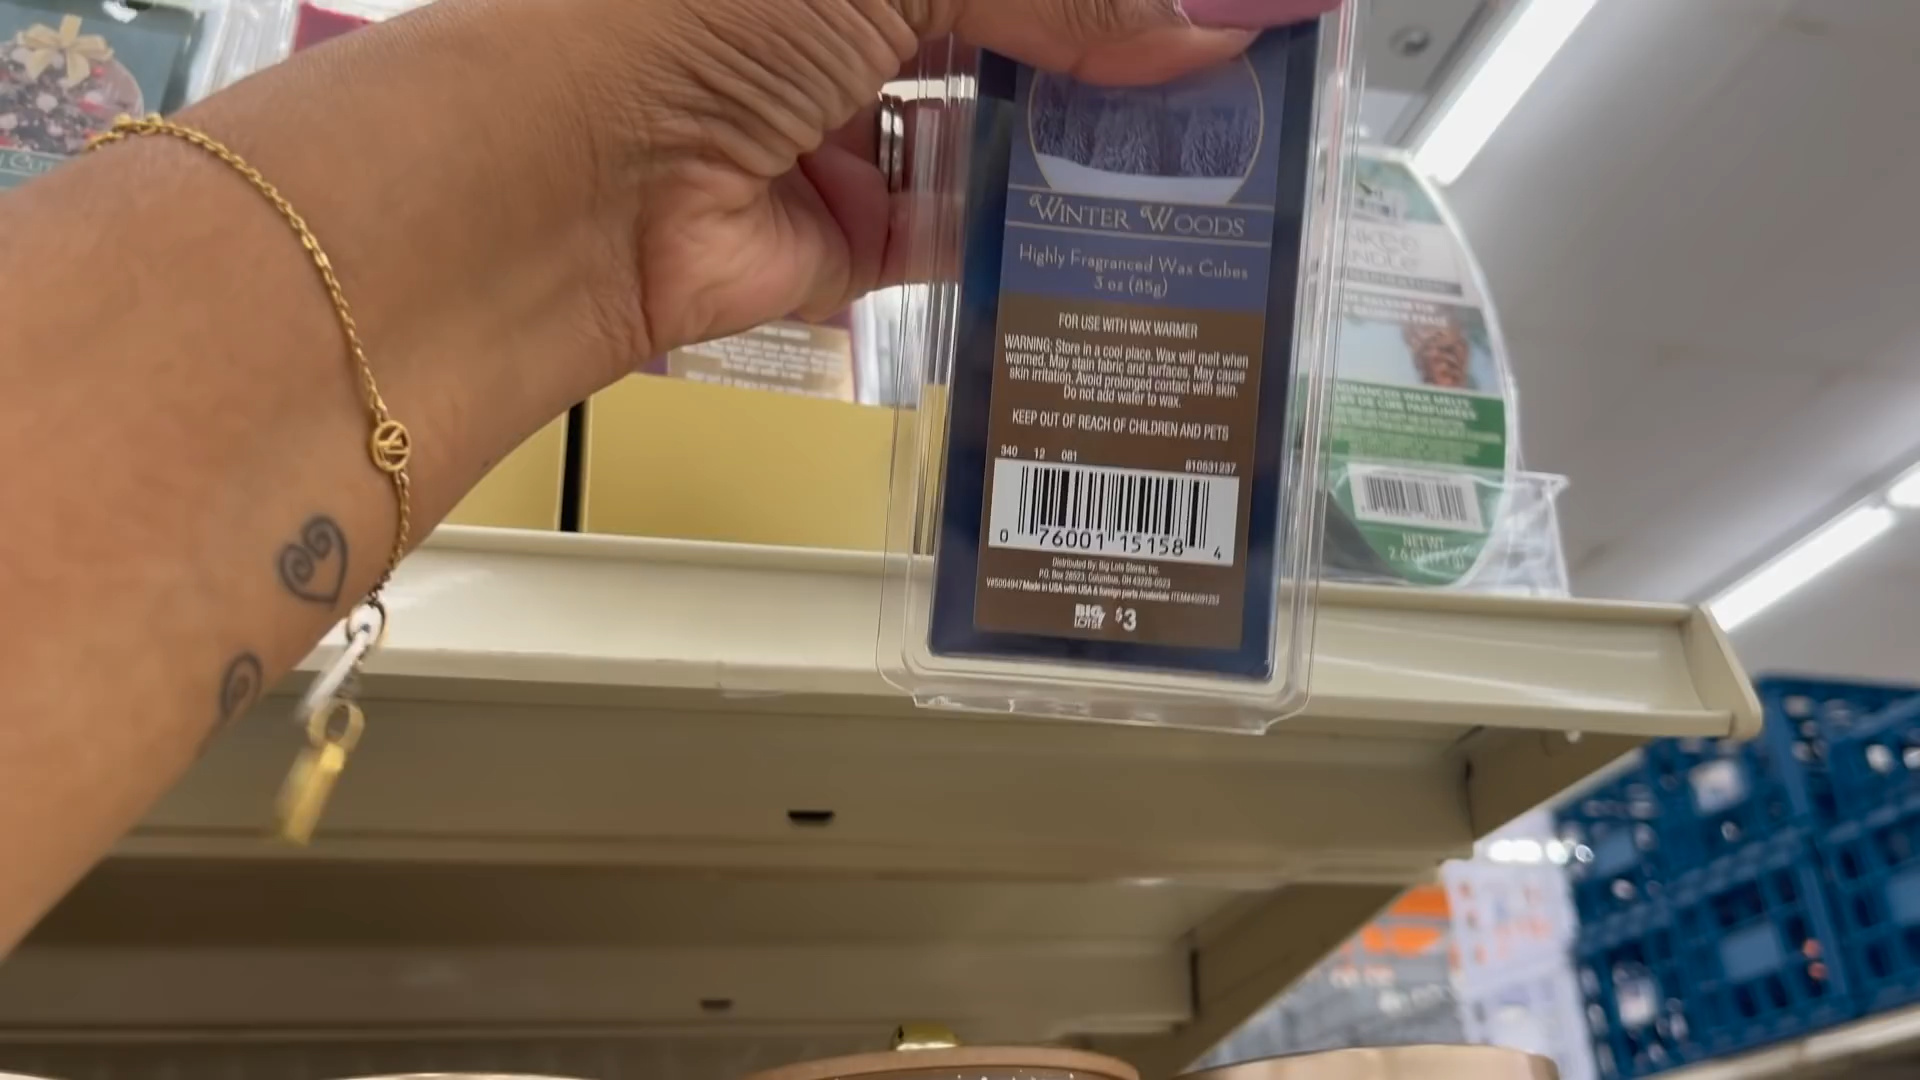 WINTER WOODS
Highly Fragranced Wax Cubes
3 oz (85g)
FOR USE WITH WAX WARMER
WARNING: Store in a cool place. Wax will melt when
warmed. May stain fabric and surfaces. May cause
skin irritation. Avoid prolonged contact with skin.
Do not add water to wax.
KEEP OUT OF REACH OF CHILDREN AND PETS
340 12 081 810531237
0 76001 15158 4
Distributed By: Big Lots Stores, Inc.
P.O. Box 28523, Columbus, OH 43228-0523
Made in USA with USA & foreign parts/materials
BIG LOTS! $3
FRAGRANCED WAX MELTS
NET WT